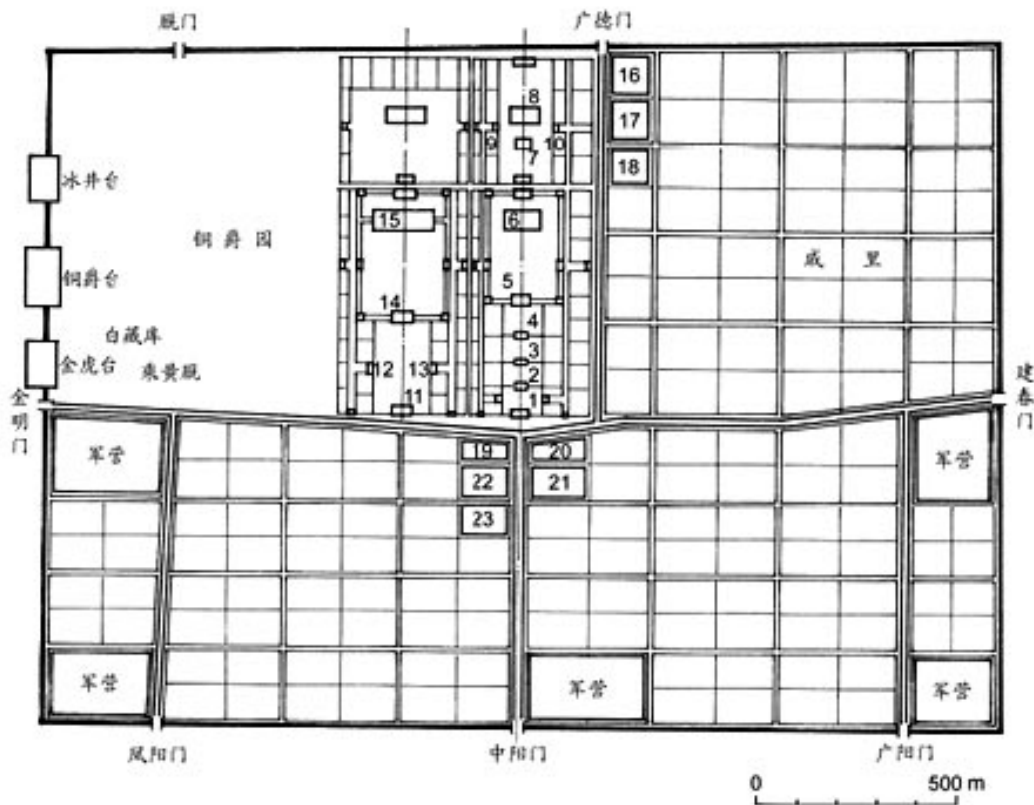 厩门
广德门
16
8
17
9
10
7
18
冰井台
15
6
铜 爵 园
戚 里
铜爵台
5
14
4
白藏库
3
金虎台
乘黄厩
12
13
2
11
1
金明门
建春门
军营
19
20
军营
22
21
23
军营
军营
军营
凤阳门
中阳门
广阳门
0
500 m